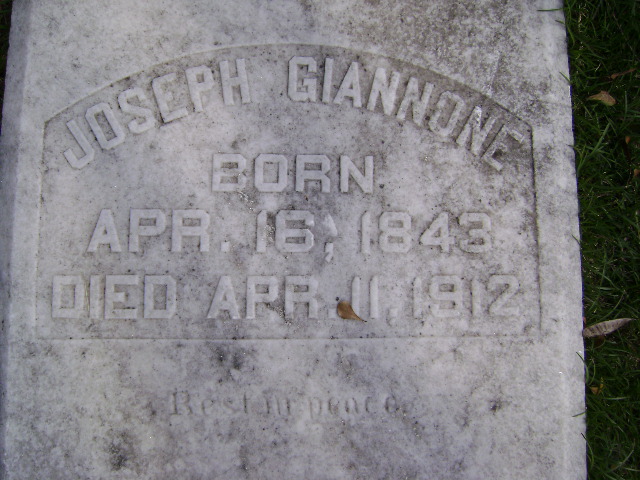 JOSEPH GIANNONE
BORN
APR. 16, 1843
DIED APR. 11, 1912
Rest in peace.